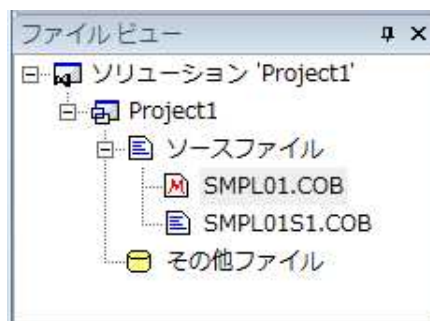 ファイル ビュー
ソリューション 'Project1'
Project1
ソースファイル
SMPL01.COB
SMPL01S1.COB
その他ファイル